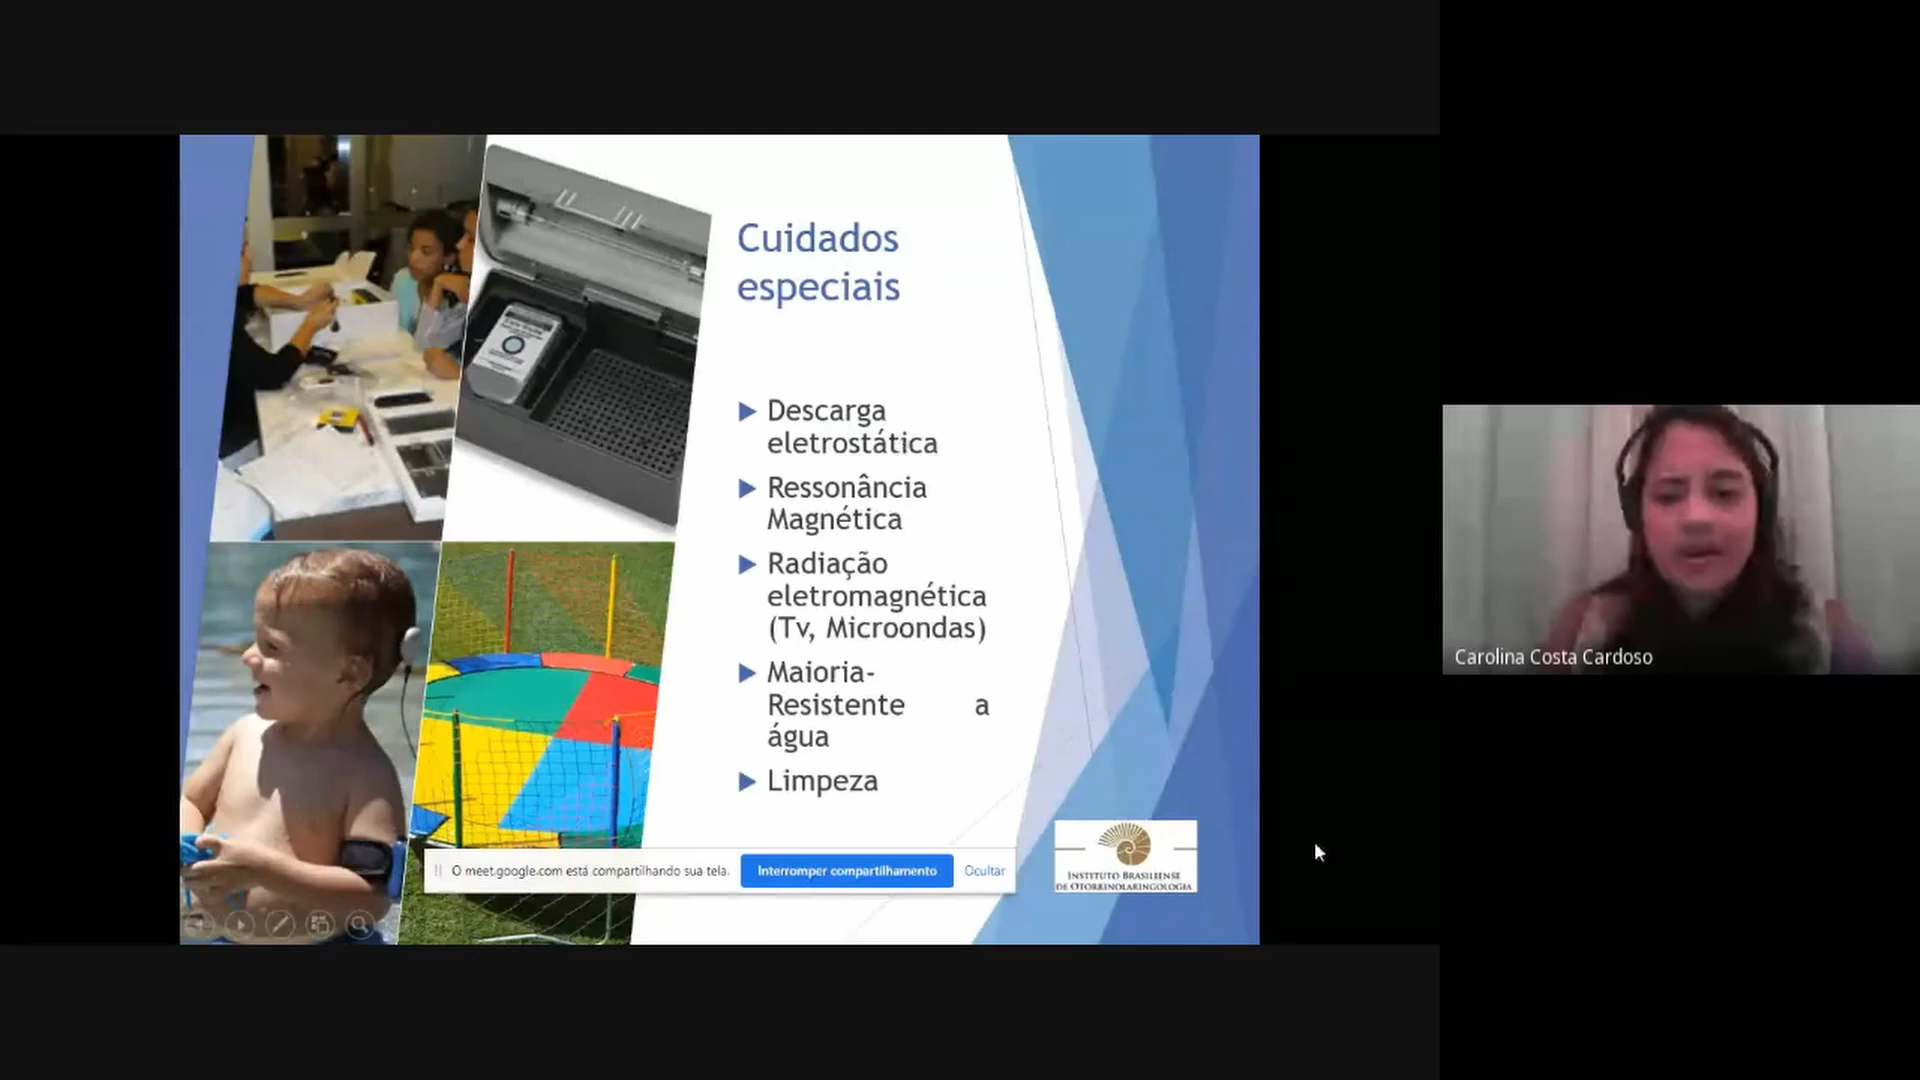 Cuidados
especiais
Descarga
eletrostática
Ressonância
Magnética
Radiação
eletromagnética
(Tv, Microondas)
Maioria-
Resistente a
água
Limpeza
O meet.google.com está compartilhando sua tela.
Interromper compartilhamento
Ocultar
INSTITUTO BRASILIENSE
DE OTORRINOLARINGOLOGIA
Carolina Costa Cardoso